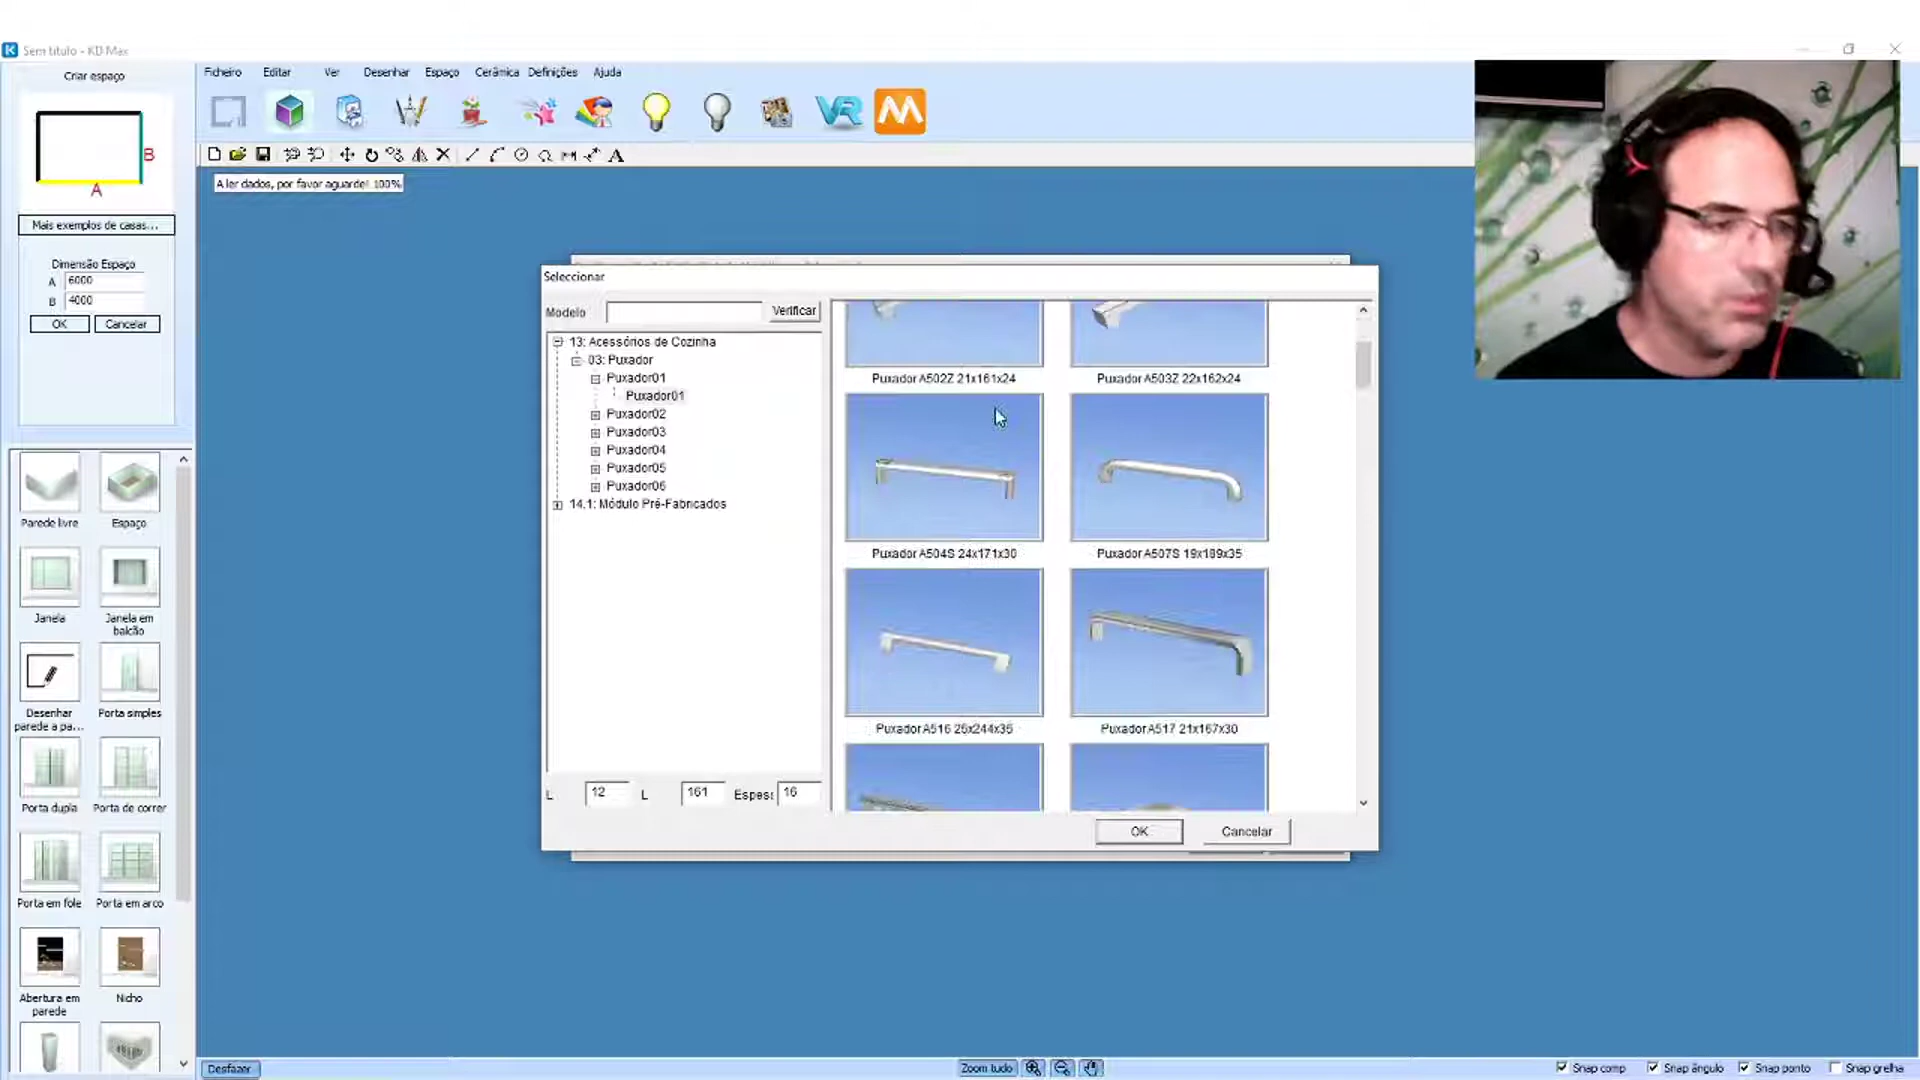 Sem título - KD Max
Criar espaço
Ficheiro Editar Ver Desenhar Espaço Cerâmica Definições Ajuda
VR
B
A
Mais exemplos de casas...
Dimensão Espaço
A 6000
B 4000
OK Cancelar
A ler dados, por favor aguarde! 100%
Seleccionar
Modelo Verificar
13: Acessórios de Cozinha
03: Puxador
Puxador01
Puxador01
Puxador02
Puxador03
Puxador04
Puxador05
Puxador06
14.1: Módulo Pré-Fabricados
Puxador A502Z 21x161x24
Puxador A503Z 22x162x24
Puxador A504S 24x171x30
Puxador A507S 19x189x35
Puxador A516 25x244x35
Puxador A517 21x167x30
L 12 L 161 Espes: 16
OK Cancelar
Parede livre Espaço
Janela Janela em balcão
Desenhar parede a pa... Porta simples
Porta dupla Porta de correr
Porta em fole Porta em arco
Abertura em parede Nicho
Desfazer
Zoom tudo
Snap comp Snap ângulo Snap ponto Snap grelha